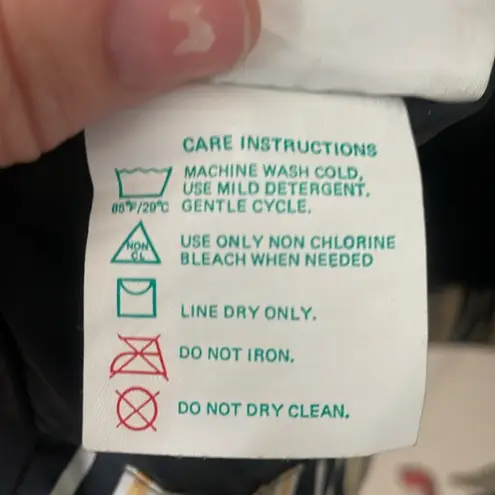 CARE INSTRUCTIONS
MACHINE WASH COLD,
USE MILD DETERGENT.
85°F/29°C GENTLE CYCLE.
NON
CL
USE ONLY NON CHLORINE
BLEACH WHEN NEEDED
LINE DRY ONLY.
DO NOT IRON.
DO NOT DRY CLEAN.